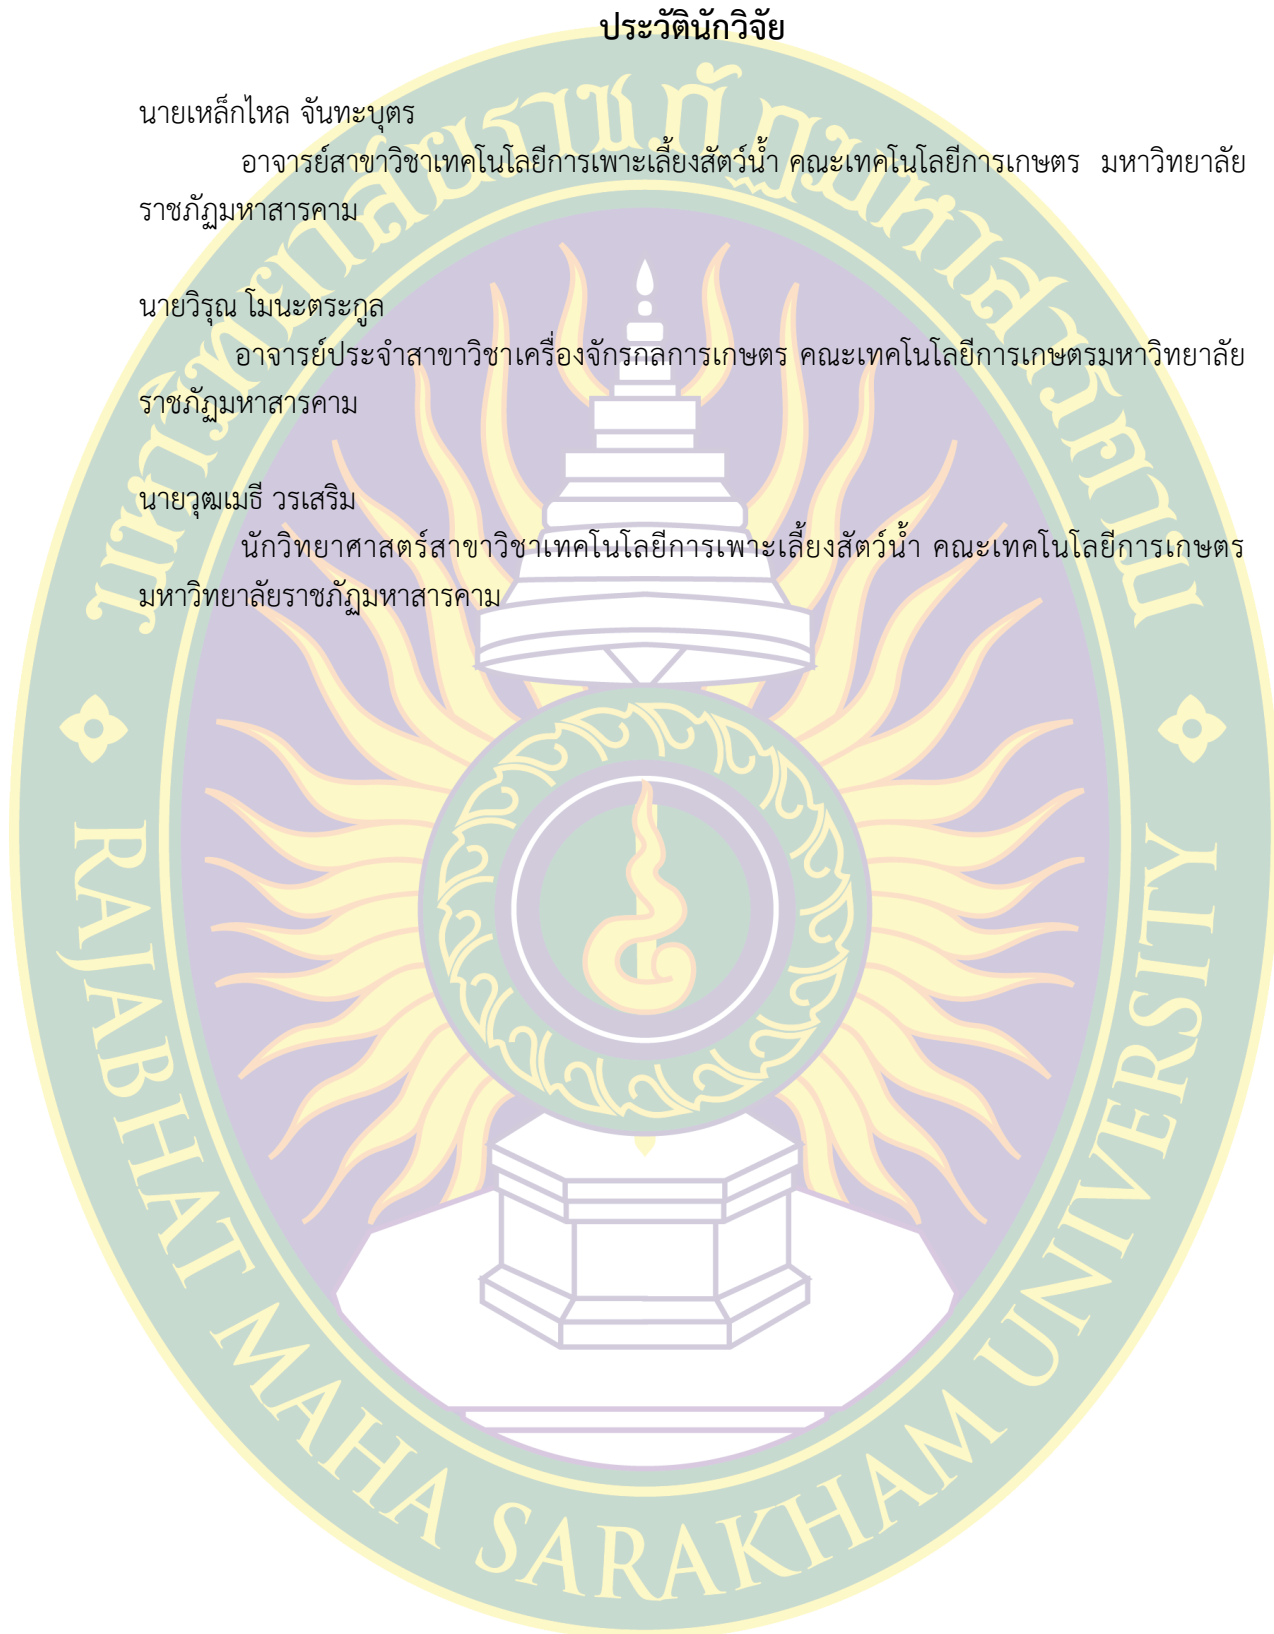 ประวัตินักวิจัย
นายเหล็กไหล จันทะบุตร
อาจารย์สาขาวิชาเทคโนโลยีการเพาะเลี้ยงสัตว์น้ำ คณะเทคโนโลยีการเกษตร มหาวิทยาลัย
ราชภัฏมหาสารคาม
นายวิรุณ โมนะตระกูล
อาจารย์ประจำสาขาวิชาเครื่องจักรกลการเกษตร คณะเทคโนโลยีการเกษตรมหาวิทยาลัย
ราชภัฏมหาสารคาม
นายวุฒเมธี วรเสริม
นักวิทยาศาสตร์สาขาวิชาเทคโนโลยีการเพาะเลี้ยงสัตว์น้ำ คณะเทคโนโลยีการเกษตร
มหาวิทยาลัยราชภัฏมหาสารคาม
มหาวิทยาลัยราชภัฏมหาสารคาม
RAJABHAT MAHA SARAKHAM UNIVERSITY